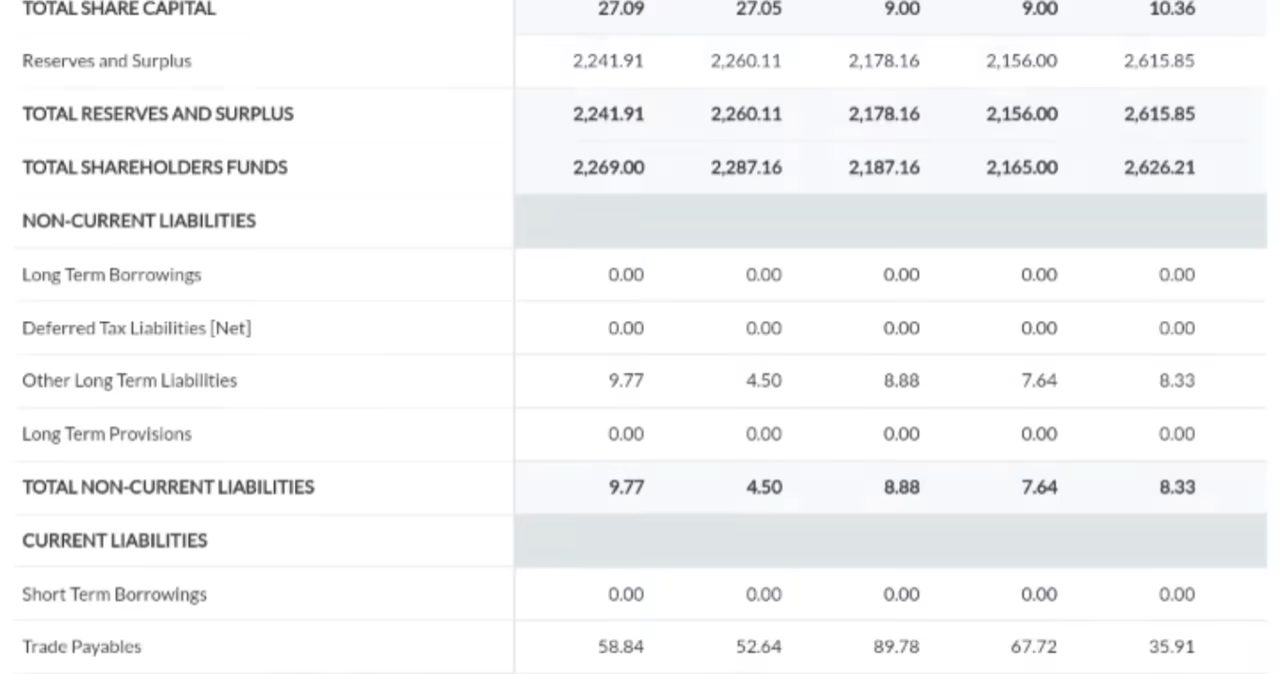 TOTAL SHARE CAPITAL 27.09 27.05 9.00 9.00 10.36
Reserves and Surplus 2,241.91 2,260.11 2,178.16 2,156.00 2,615.85
TOTAL RESERVES AND SURPLUS 2,241.91 2,260.11 2,178.16 2,156.00 2,615.85
TOTAL SHAREHOLDERS FUNDS 2,269.00 2,287.16 2,187.16 2,165.00 2,626.21
NON-CURRENT LIABILITIES
Long Term Borrowings 0.00 0.00 0.00 0.00 0.00
Deferred Tax Liabilities [Net] 0.00 0.00 0.00 0.00 0.00
Other Long Term Liabilities 9.77 4.50 8.88 7.64 8.33
Long Term Provisions 0.00 0.00 0.00 0.00 0.00
TOTAL NON-CURRENT LIABILITIES 9.77 4.50 8.88 7.64 8.33
CURRENT LIABILITIES
Short Term Borrowings 0.00 0.00 0.00 0.00 0.00
Trade Payables 58.84 52.64 89.78 67.72 35.91